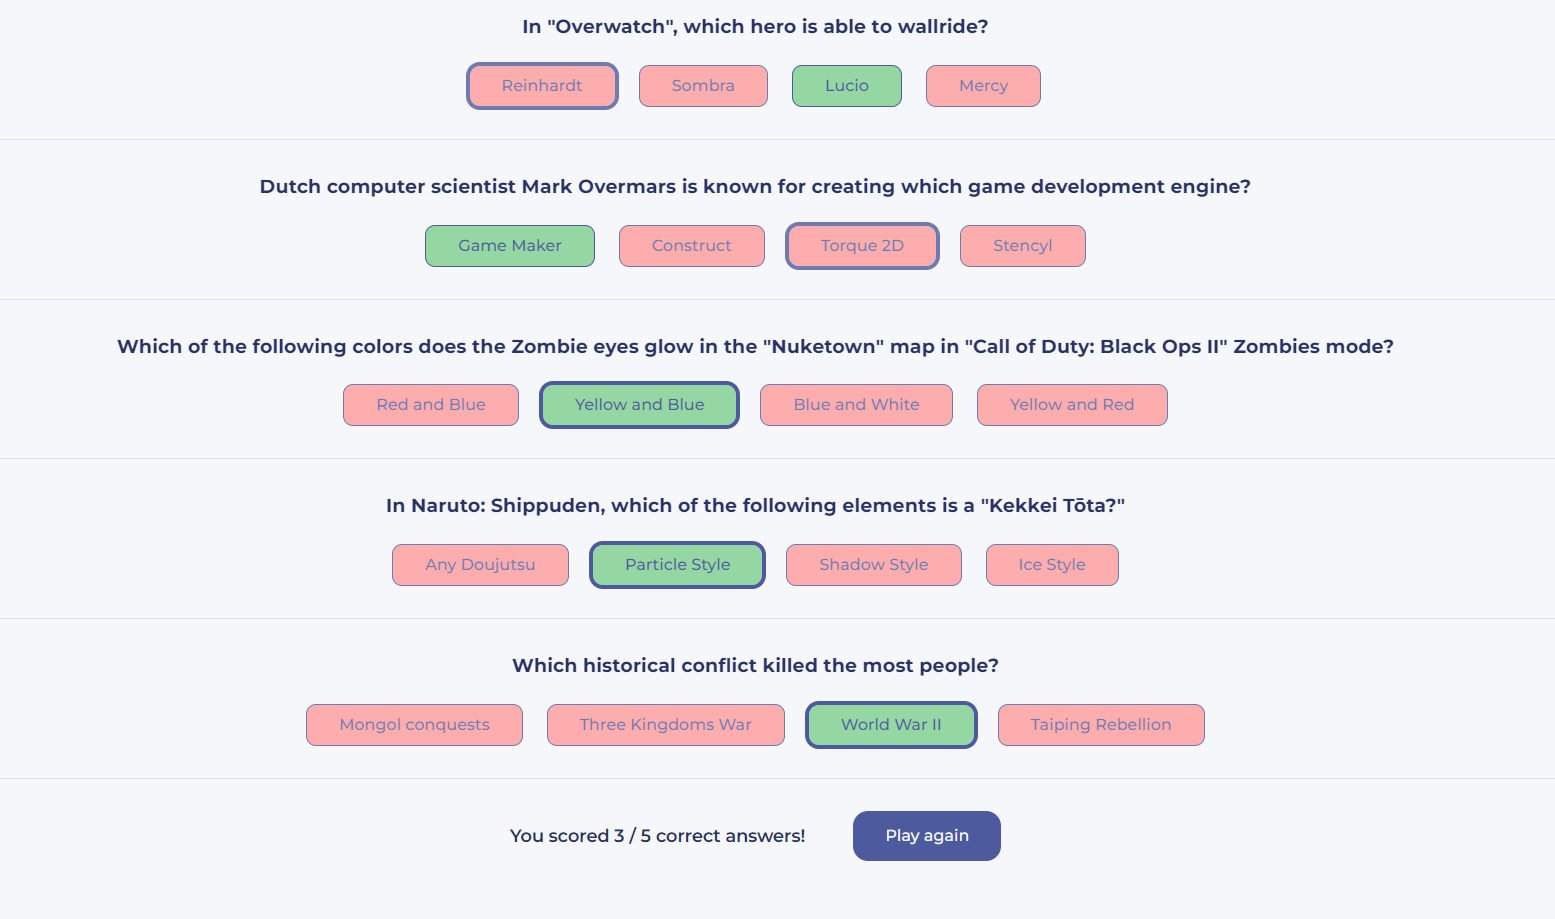 In "Overwatch", which hero is able to wallride?
Reinhardt Sombra Lucio Mercy
Dutch computer scientist Mark Overmars is known for creating which game development engine?
Game Maker Construct Torque 2D Stencyl
Which of the following colors does the Zombie eyes glow in the "Nuketown" map in "Call of Duty: Black Ops II" Zombies mode?
Red and Blue Yellow and Blue Blue and White Yellow and Red
In Naruto: Shippuden, which of the following elements is a "Kekkei Tōta?"
Any Doujutsu Particle Style Shadow Style Ice Style
Which historical conflict killed the most people?
Mongol conquests Three Kingdoms War World War II Taiping Rebellion
You scored 3 / 5 correct answers! Play again